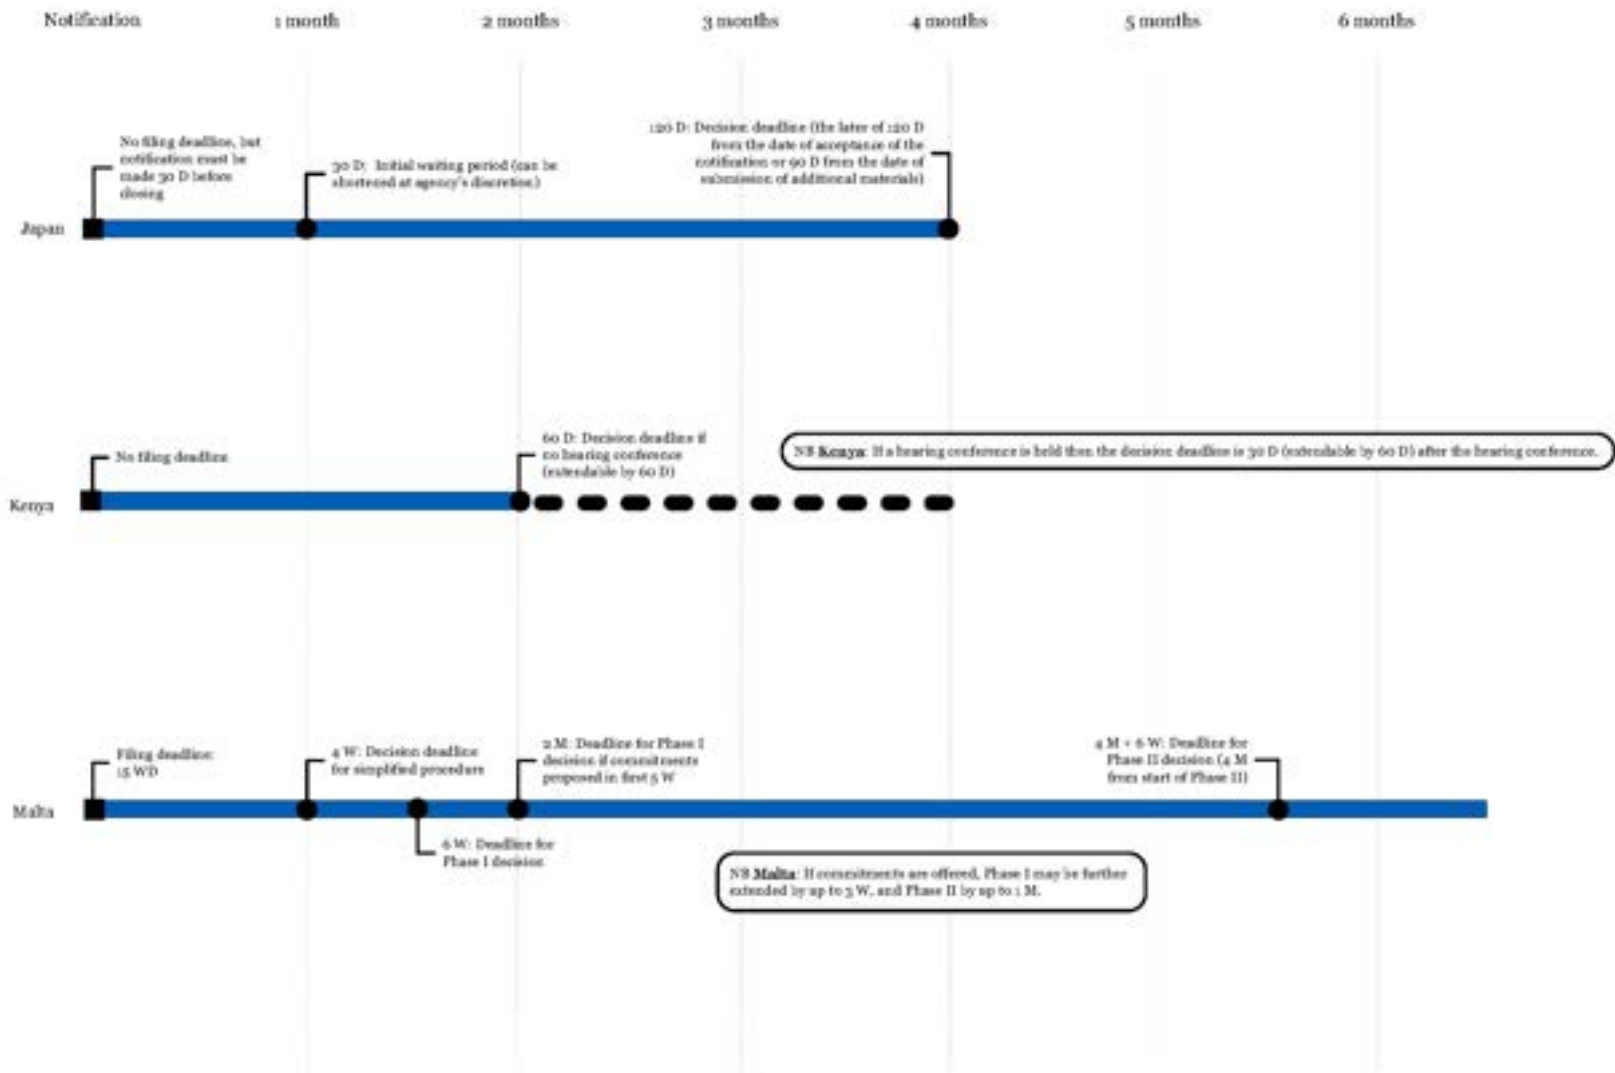 Notification 1 month 2 months 3 months 4 months 5 months 6 months
No filing deadline, but
notification must be
made 30 D before
closing
30 D: Initial waiting period (can be
shortened at agency's discretion)
120 D: Decision deadline (the later of 120 D
from the date of acceptance of the
notification or 90 D from the date of
submission of additional materials)
Japan
No filing deadline
60 D: Decision deadline if
no hearing conference
(extendable by 60 D)
NB Kenya: If a hearing conference is held then the decision deadline is 30 D (extendable by 60 D) after the hearing conference.
Kenya
Filing deadline:
15 WD
4 W: Decision deadline
for simplified procedure
2 M: Deadline for Phase I
decision if commitments
proposed in first 5 W
4 M + 6 W: Deadline for
Phase II decision (4 M
from start of Phase II)
Malta
6 W: Deadline for
Phase I decision
NB Malta: If commitments are offered, Phase I may be further
extended by up to 3 W, and Phase II by up to 1 M.